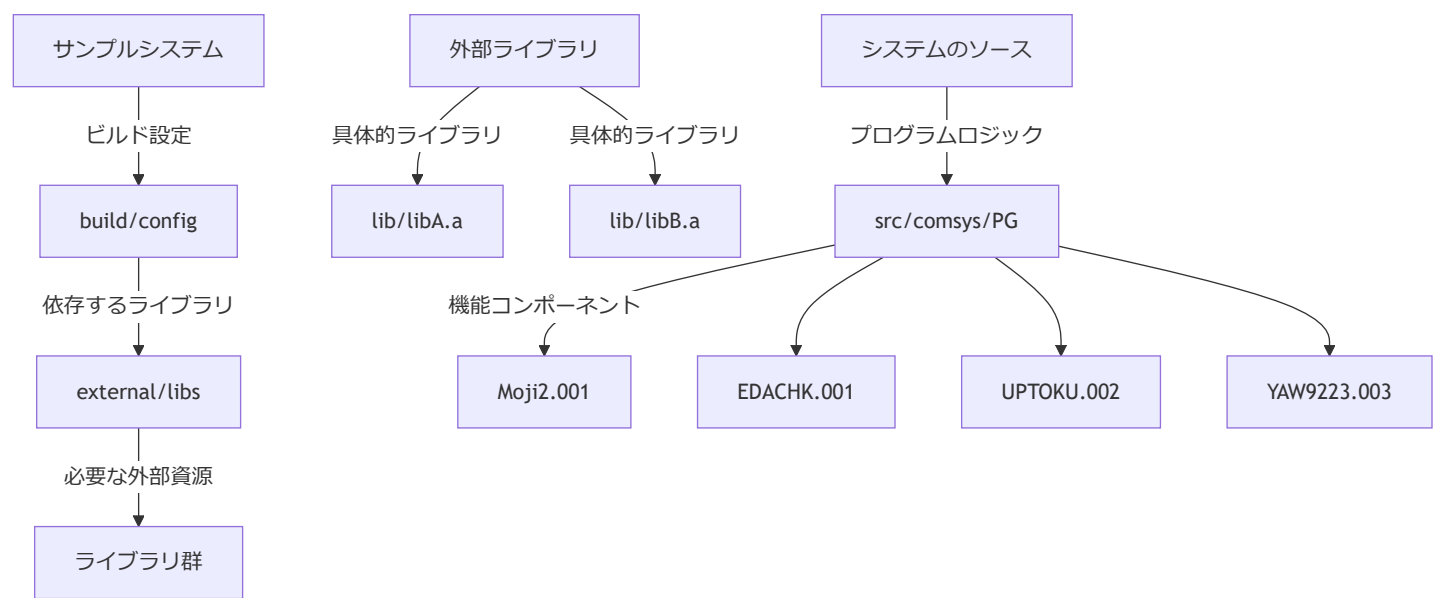 サンプルシステム
外部ライブラリ
システムのソース
ビルド設定
具体的ライブラリ
具体的ライブラリ
プログラムロジック
build/config
lib/libA.a
lib/libB.a
src/comsys/PG
依存するライブラリ
機能コンポーネント
external/libs
Moji2.001
EDACHK.001
UPTOKU.002
YAW9223.003
必要な外部資源
ライブラリ群